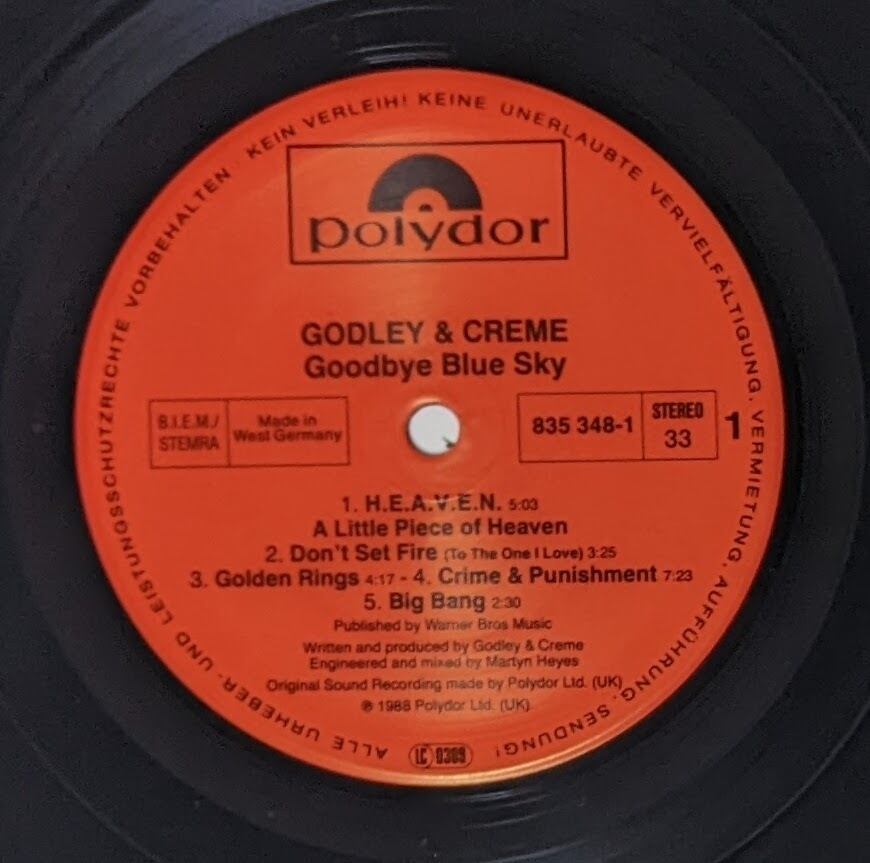 ALLE URHEBER- UND LEISTUNGSSCHUTZRECHTE VORBEHALTEN · KEIN VERLEIH! KEINE UNERLAUBTE VERVIELFÄLTIGUNG, VERMIETUNG, AUFFÜHRUNG, SENDUNG!
polydor
GODLEY & CREME
Goodbye Blue Sky
B.I.E.M./
STEMRA
Made in
West Germany
835 348-1
STEREO
33
1
1. H.E.A.V.E.N. 5:03
A Little Piece of Heaven
2. Don't Set Fire (To The One I Love) 3:25
3. Golden Rings 4:17 - 4. Crime & Punishment 7:23
5. Big Bang 2:30
Published by Warner Bros Music
Written and produced by Godley & Creme
Engineered and mixed by Martyn Heyes
Original Sound Recording made by Polydor Ltd. (UK)
℗ 1988 Polydor Ltd. (UK)
LC 0309